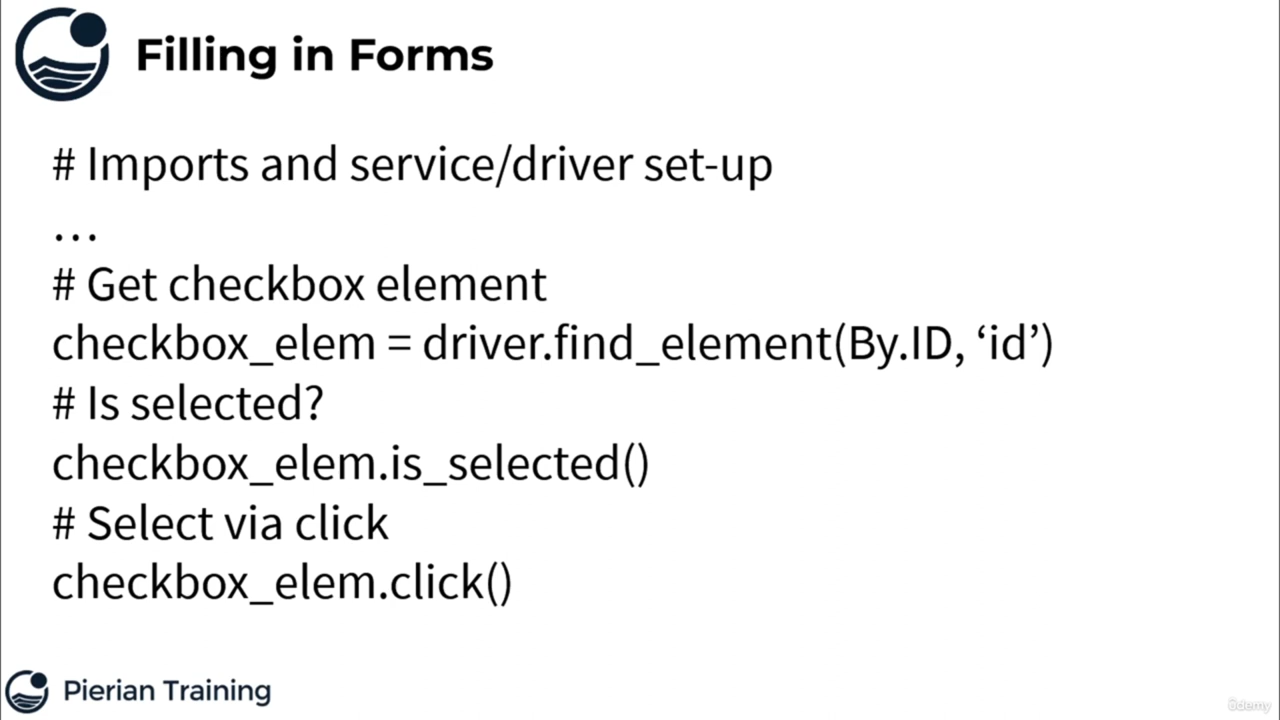 Filling in Forms
# Imports and service/driver set-up
…
# Get checkbox element
checkbox_elem = driver.find_element(By.ID, ‘id’)
# Is selected?
checkbox_elem.is_selected()
# Select via click
checkbox_elem.click()
Pierian Training
ûdemy